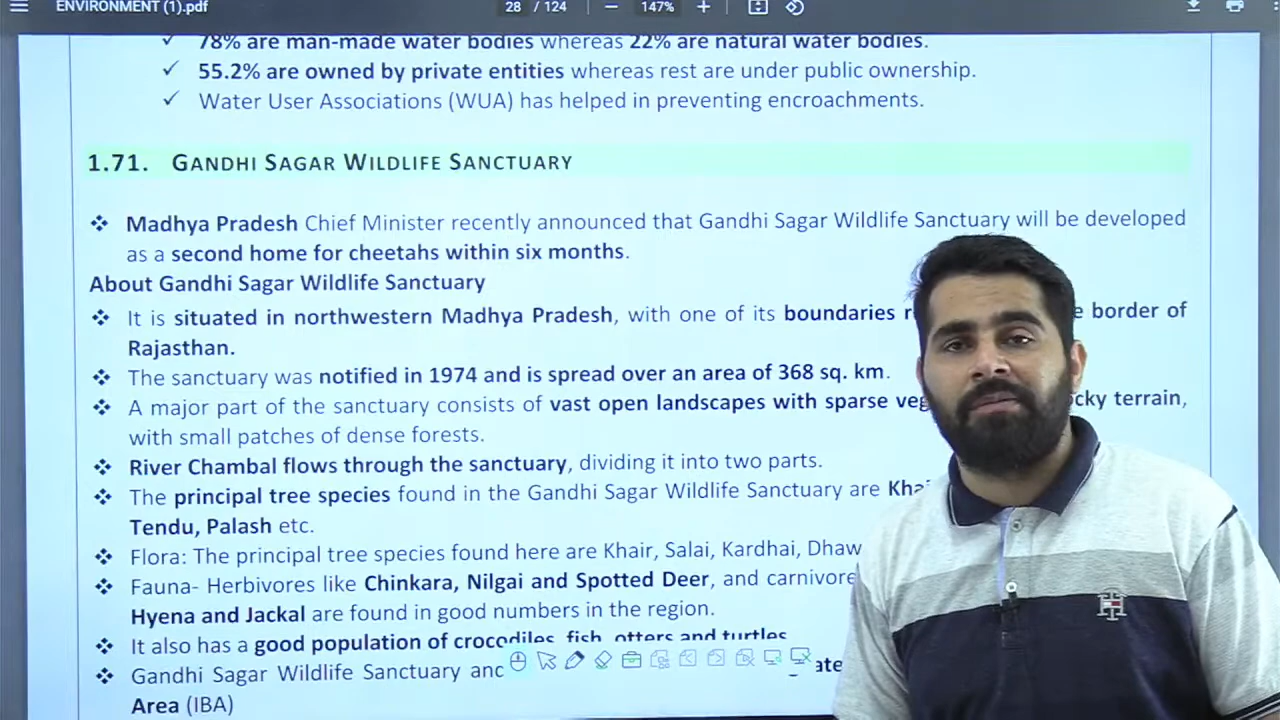 ENVIRONMENT (1).pdf 28 / 124 147%
78% are man-made water bodies whereas 22% are natural water bodies.
55.2% are owned by private entities whereas rest are under public ownership.
Water User Associations (WUA) has helped in preventing encroachments.
1.71. GANDHI SAGAR WILDLIFE SANCTUARY
Madhya Pradesh Chief Minister recently announced that Gandhi Sagar Wildlife Sanctuary will be developed
as a second home for cheetahs within six months.
About Gandhi Sagar Wildlife Sanctuary
It is situated in northwestern Madhya Pradesh, with one of its boundaries border of
Rajasthan.
The sanctuary was notified in 1974 and is spread over an area of 368 sq. km.
A major part of the sanctuary consists of vast open landscapes with sparse terrain,
with small patches of dense forests.
River Chambal flows through the sanctuary, dividing it into two parts.
The principal tree species found in the Gandhi Sagar Wildlife Sanctuary are
Tendu, Palash etc.
Flora: The principal tree species found here are Khair, Salai, Kardhai,
Fauna- Herbivores like Chinkara, Nilgai and Spotted Deer, and
Hyena and Jackal are found in good numbers in the region.
It also has a good population of crocodiles, fish, otters and turtles
Gandhi Sagar Wildlife Sanctuary
Area (IBA)